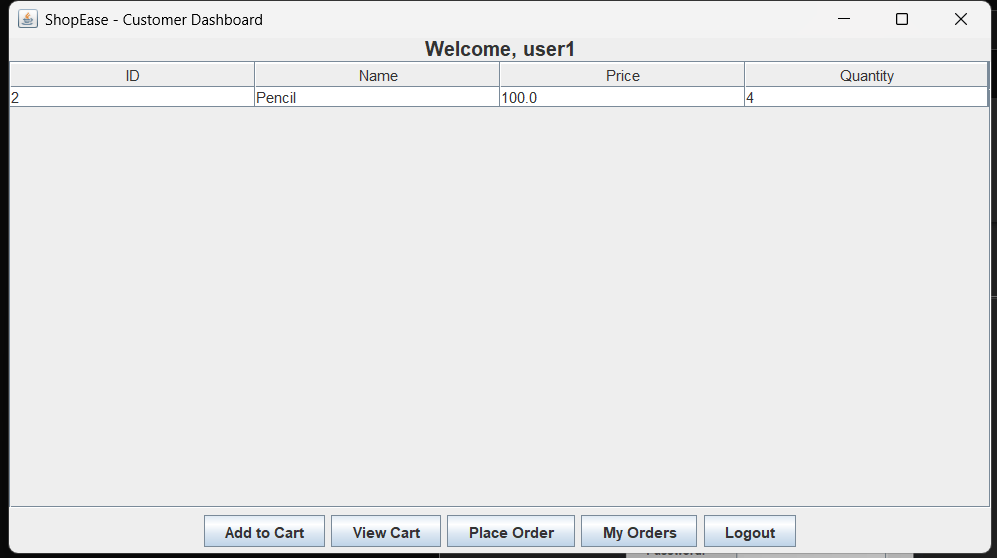 ShopEase - Customer Dashboard
Welcome, user1
ID Name Price Quantity
2 Pencil 100.0 4
Add to Cart View Cart Place Order My Orders Logout